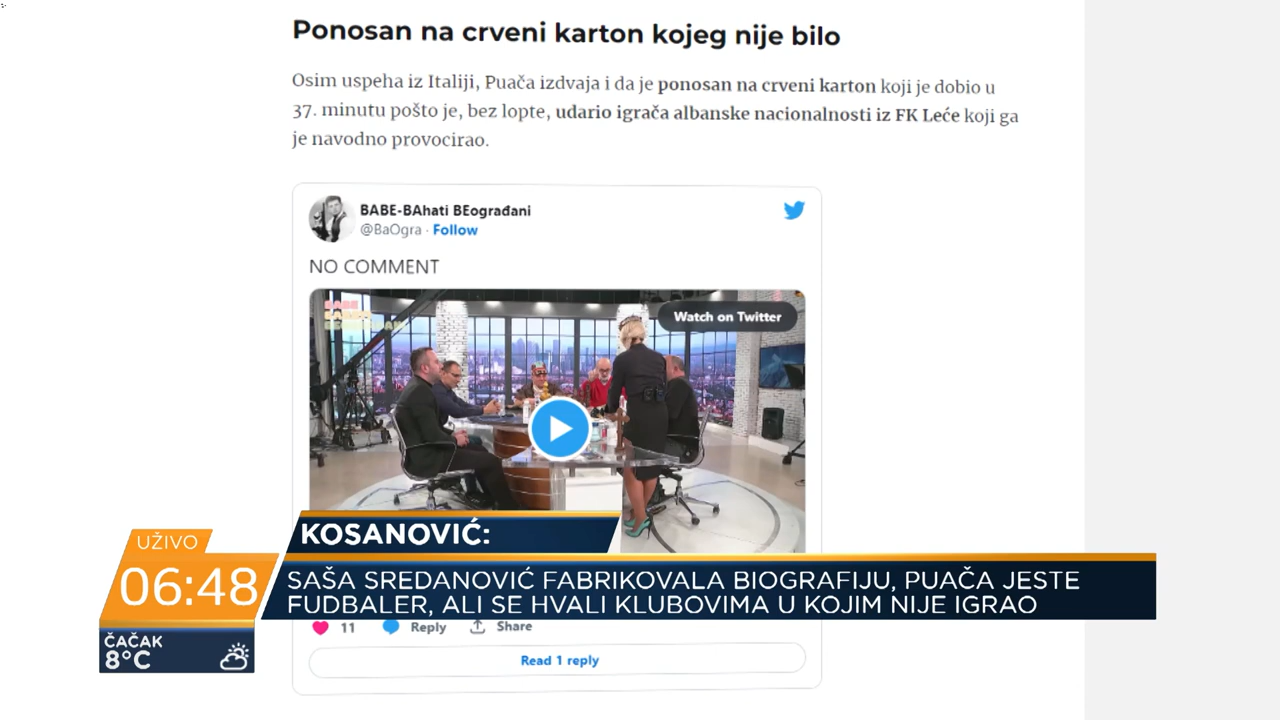 Ponosan na crveni karton kojeg nije bilo
Osim uspeha iz Italiji, Puača izdvaja i da je ponosan na crveni karton koji je dobio u
37. minutu pošto je, bez lopte, udario igrača albanske nacionalnosti iz FK Leće koji ga
je navodno provocirao.
BABE-BAhati BEograđani
@BaOgra · Follow
NO COMMENT
BABE
Watch on Twitter
KOSANOVIĆ:
UŽIVO
06:48
SAŠA SREDANOVIĆ FABRIKOVALA BIOGRAFIJU, PUAČA JESTE
FUDBALER, ALI SE HVALI KLUBOVIMA U KOJIM NIJE IGRAO
ČAČAK
8°C
11 Reply Share
Read 1 reply